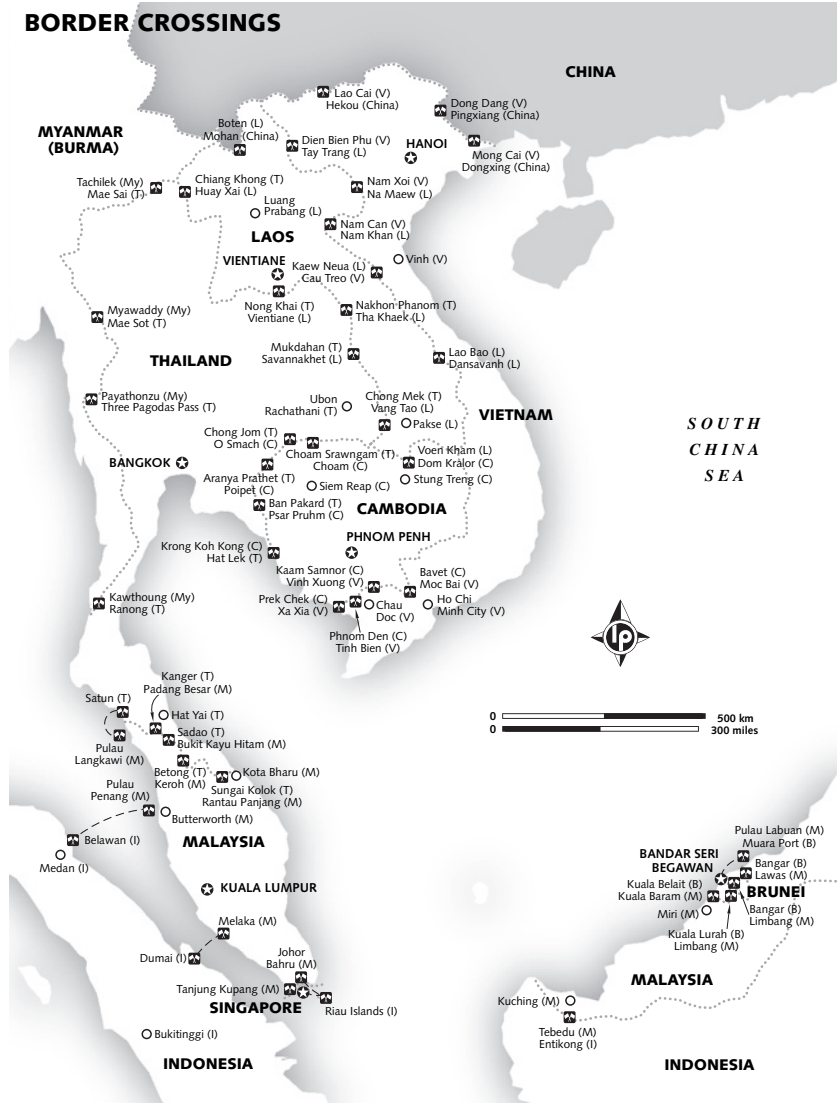 BORDER CROSSINGS
CHINA
Lao Cai (V)
Hekou (China)
Dong Dang (V)
Pingxiang (China)
Boten (L)
Mohan (China)
MYANMAR
(BURMA)
Dien Bien Phu (V)
Tay Trang (L)
HANOI
Mong Cai (V)
Dongxing (China)
Tachilek (My)
Mae Sai (T)
Chiang Khong (T)
Huay Xai (L)
Nam Xoi (V)
Na Maew (L)
Luang
Prabang (L)
Nam Can (V)
Nam Khan (L)
LAOS
VIENTIANE
Kaew Neua (L)
Cau Treo (V)
Vinh (V)
Nong Khai (T)
Vientiane (L)
Nakhon Phanom (T)
Tha Khaek (L)
Myawaddy (My)
Mae Sot (T)
THAILAND
Mukdahan (T)
Savannakhet (L)
Lao Bao (L)
Dansavanh (L)
Payathonzu (My)
Three Pagodas Pass (T)
Ubon
Rachathani (T)
Chong Mek (T)
Vang Tao (L)
Pakse (L)
VIETNAM
SOUTH
CHINA
SEA
Chong Jom (T)
Smach (C)
Choam Srawngam (T)
Choam (C)
Voen Kham (L)
Dom Kralor (C)
BANGKOK
Aranya Prathet (T)
Poipet (C)
Siem Reap (C)
Stung Treng (C)
Ban Pakard (T)
Psar Pruhm (C)
CAMBODIA
PHNOM PENH
Krong Koh Kong (C)
Hat Lek (T)
Kaam Samnor (C)
Vinh Xuong (V)
Bavet (C)
Moc Bai (V)
Kawthoung (My)
Ranong (T)
Prek Chek (C)
Xa Xia (V)
Chau
Doc (V)
Ho Chi
Minh City (V)
Phnom Den (C)
Tinh Bien (V)
lp
Kanger (T)
Padang Besar (M)
Satun (T)
Hat Yai (T)
0
500 km
0
300 miles
Sadao (T)
Bukit Kayu Hitam (M)
Pulau
Langkawi (M)
Betong (T)
Keroh (M)
Kota Bharu (M)
Sungai Kolok (T)
Rantau Panjang (M)
Pulau
Penang (M)
Butterworth (M)
Belawan (I)
MALAYSIA
Medan (I)
Pulau Labuan (M)
Muara Port (B)
BANDAR SERI
BEGAWAN
Bangar (B)
Lawas (M)
KUALA LUMPUR
Kuala Belait (B)
Kuala Baram (M)
BRUNEI
Miri (M)
Bangar (B)
Limbang (M)
Melaka (M)
Kuala Lurah (B)
Limbang (M)
Dumai (I)
Johor
Bahru (M)
MALAYSIA
Tanjung Kupang (M)
SINGAPORE
Riau Islands (I)
Kuching (M)
Tebedu (M)
Entikong (I)
Bukitinggi (I)
INDONESIA
INDONESIA